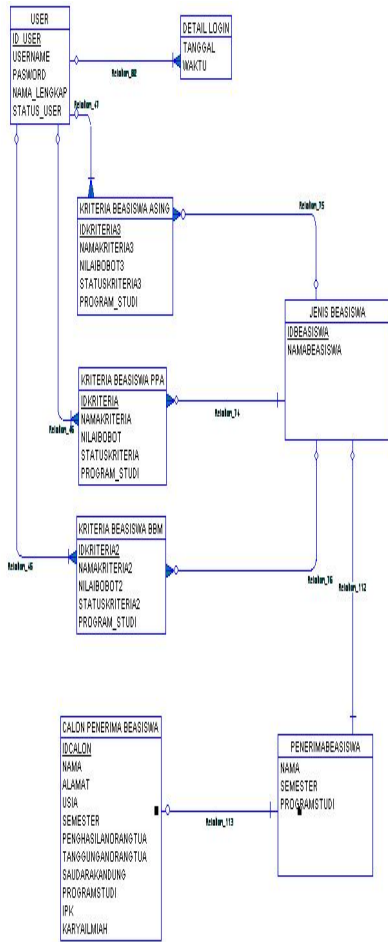 USER
ID_USER
USERNAME
PASWORD
NAMA_LENGKAP
STATUS_USER
DETAIL LOGIN
TANGGAL
WAKTU
Relation_82
Relation_47
KRITERIA BEASISWA ASING
IDKRITERIA3
NAMAKRITERIA3
NILAIBOBOT3
STATUSKRITERIA3
PROGRAM_STUDI
Relation_75
JENIS BEASISWA
IDBEASISWA
NAMABEASISWA
KRITERIA BEASISWA PPA
IDKRITERIA
NAMAKRITERIA
NILAIBOBOT
STATUSKRITERIA
PROGRAM_STUDI
Relation_74
KRITERIA BEASISWA BBM
IDKRITERIA2
NAMAKRITERIA2
NILAIBOBOT2
STATUSKRITERIA2
PROGRAM_STUDI
Relation_76
Relation_112
CALON PENERIMA BEASISWA
IDCALON
NAMA
ALAMAT
USIA
SEMESTER
PENGHASILANORANGTUA
TANGGUNGANORANGTUA
SAUDARAKANDUNG
PROGRAMSTUDI
IPK
KARYAILMIAH
Relation_113
PENERIMABEASISWA
NAMA
SEMESTER
PROGRAMSTUDI